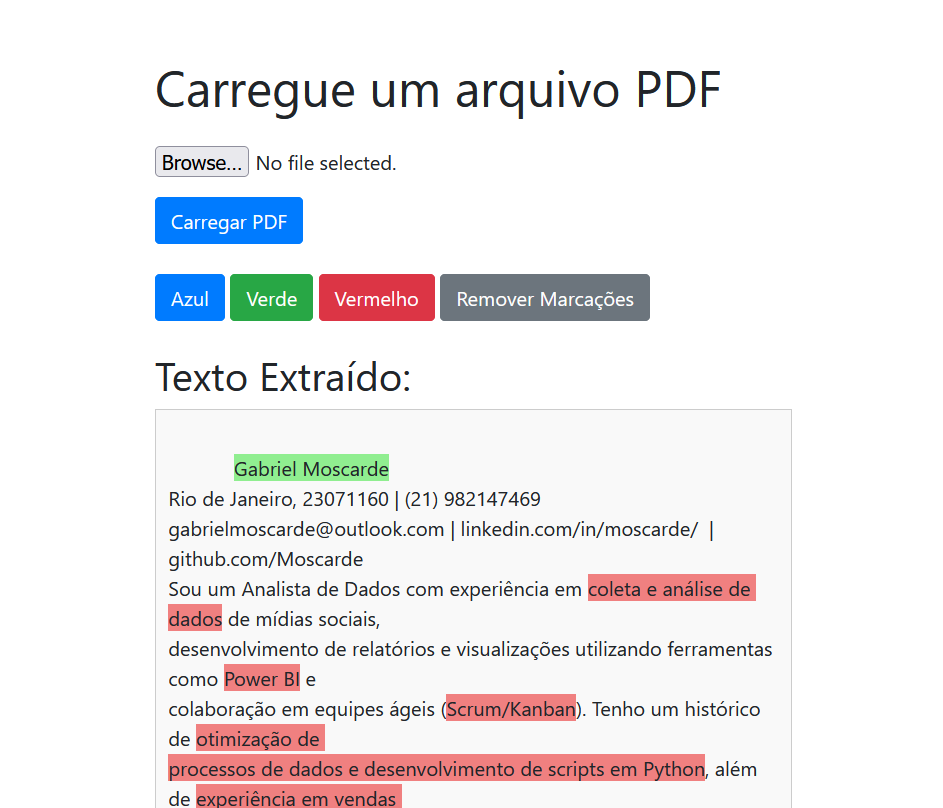 Carregue um arquivo PDF
Browse... No file selected.
Carregar PDF
Azul Verde Vermelho Remover Marcações
Texto Extraído:
Gabriel Moscarde
Rio de Janeiro, 23071160 | (21) 982147469
gabrielmoscarde@outlook.com | linkedin.com/in/moscarde/ |
github.com/Moscarde
Sou um Analista de Dados com experiência em coleta e análise de
dados de mídias sociais,
desenvolvimento de relatórios e visualizações utilizando ferramentas
como Power BI e
colaboração em equipes ágeis (Scrum/Kanban). Tenho um histórico
de otimização de
processos de dados e desenvolvimento de scripts em Python, além
de experiência em vendas